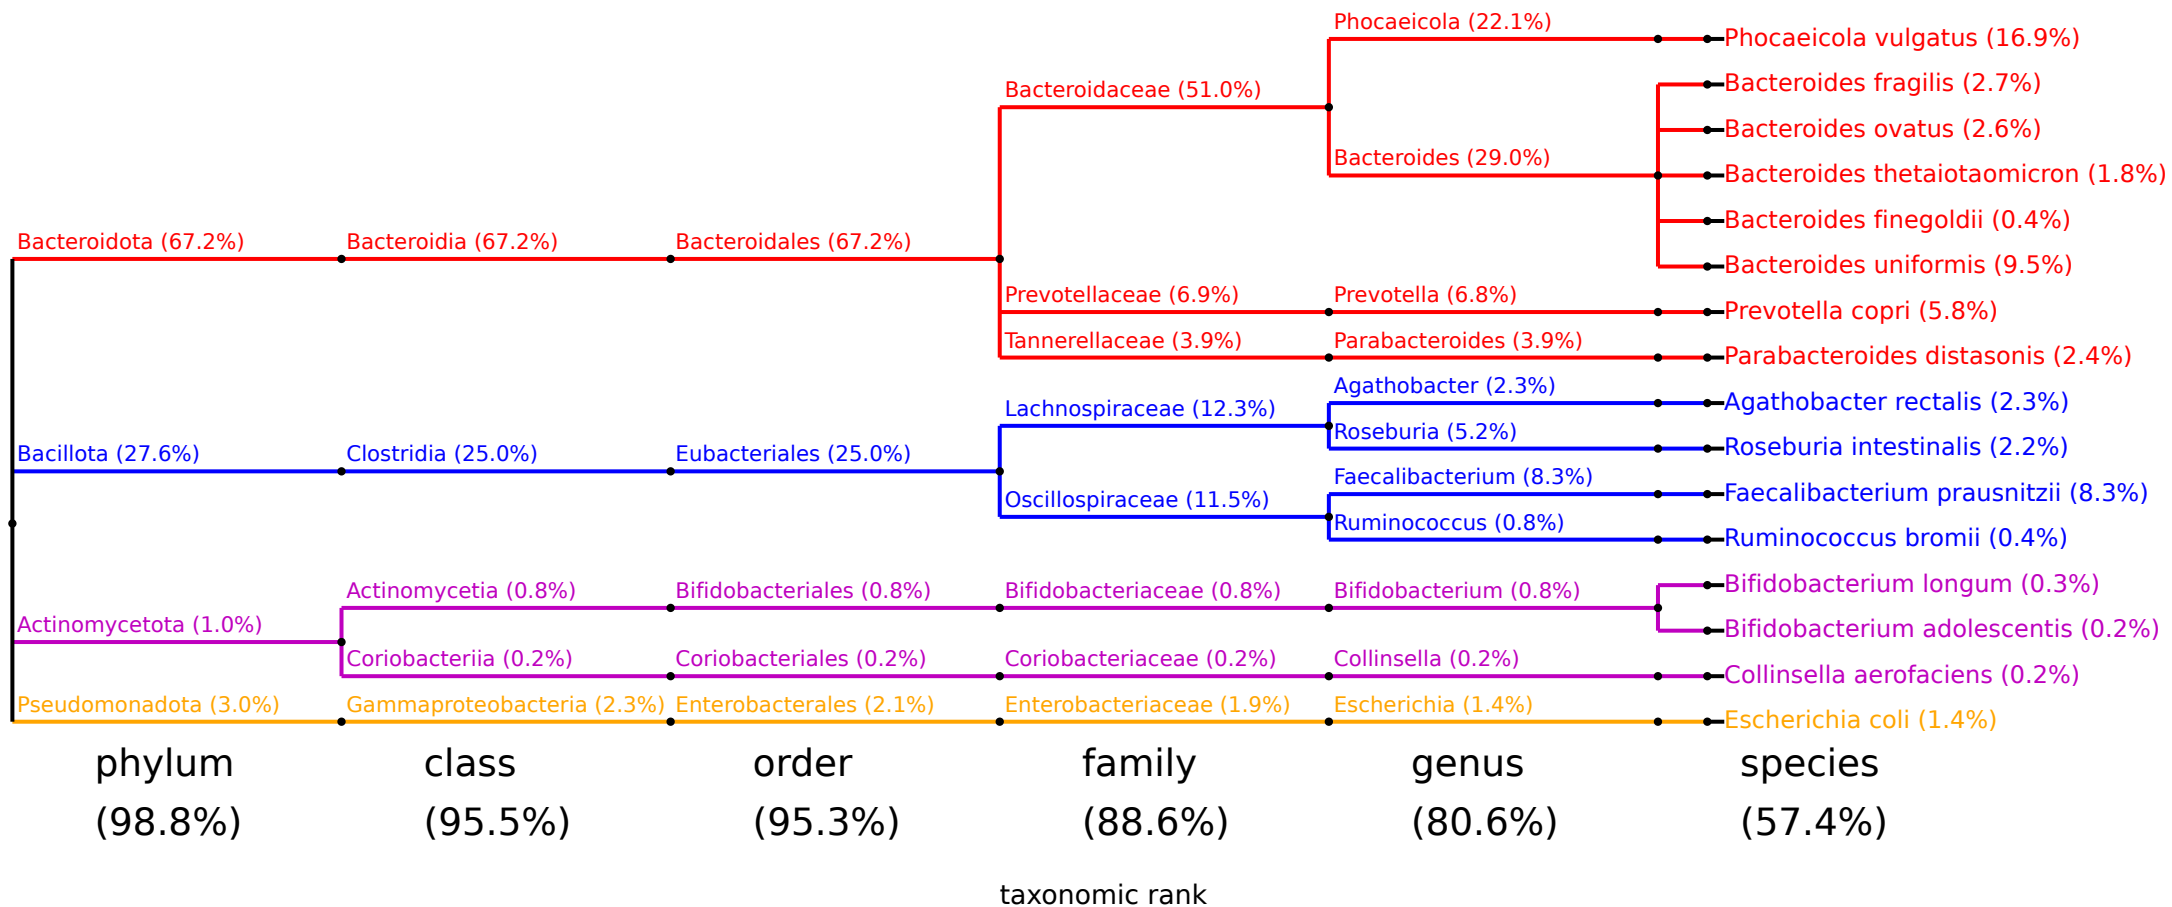 Phocaeicola (22.1%)
Phocaeicola vulgatus (16.9%)
Bacteroides fragilis (2.7%)
Bacteroidaceae (51.0%)
Bacteroides ovatus (2.6%)
Bacteroides (29.0%)
Bacteroides thetaiotaomicron (1.8%)
Bacteroides finegoldii (0.4%)
Bacteroidota (67.2%) Bacteroidia (67.2%) Bacteroidales (67.2%)
Bacteroides uniformis (9.5%)
Prevotellaceae (6.9%) Prevotella (6.8%)
Prevotella copri (5.8%)
Tannerellaceae (3.9%) Parabacteroides (3.9%)
Parabacteroides distasonis (2.4%)
Agathobacter (2.3%)
Agathobacter rectalis (2.3%)
Lachnospiraceae (12.3%)
Roseburia (5.2%)
Roseburia intestinalis (2.2%)
Bacillota (27.6%) Clostridia (25.0%) Eubacteriales (25.0%)
Faecalibacterium (8.3%)
Faecalibacterium prausnitzii (8.3%)
Oscillospiraceae (11.5%)
Ruminococcus (0.8%)
Ruminococcus bromii (0.4%)
Actinomycetia (0.8%) Bifidobacteriales (0.8%) Bifidobacteriaceae (0.8%) Bifidobacterium (0.8%)
Bifidobacterium longum (0.3%)
Actinomycetota (1.0%)
Bifidobacterium adolescentis (0.2%)
Coriobacteriia (0.2%) Coriobacteriales (0.2%) Coriobacteriaceae (0.2%) Collinsella (0.2%)
Collinsella aerofaciens (0.2%)
Pseudomonadota (3.0%) Gammaproteobacteria (2.3%) Enterobacterales (2.1%) Enterobacteriaceae (1.9%) Escherichia (1.4%)
Escherichia coli (1.4%)
phylum class order family genus species
(98.8%) (95.5%) (95.3%) (88.6%) (80.6%) (57.4%)
taxonomic rank